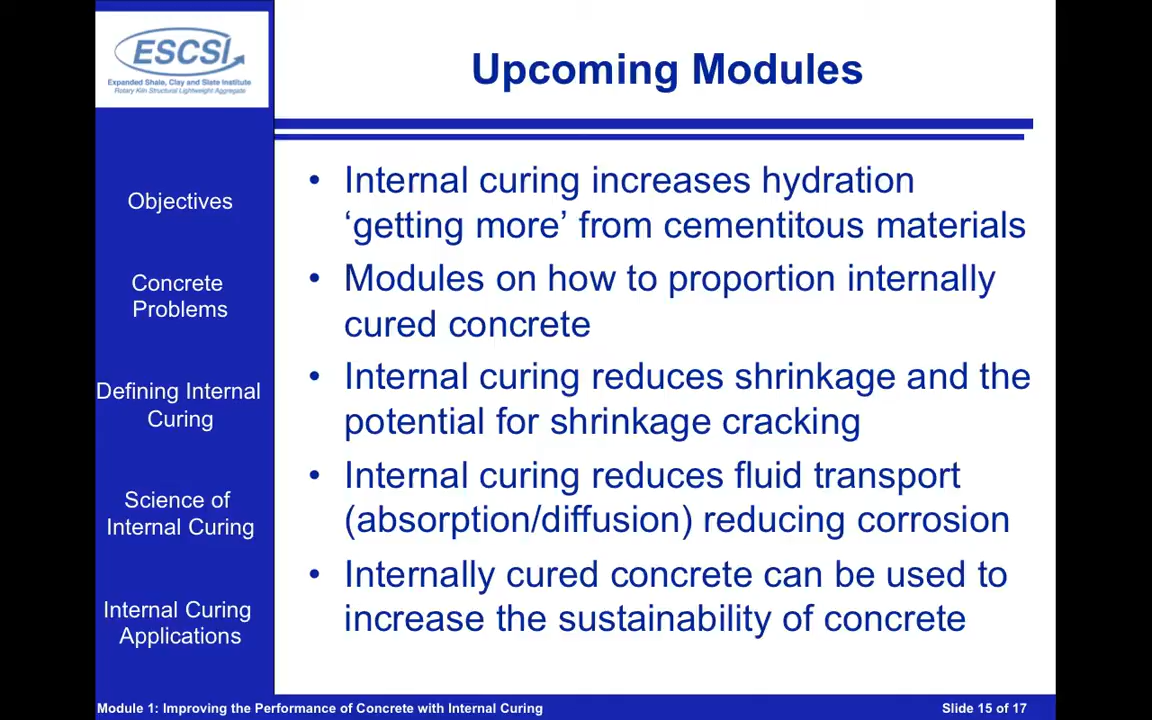 ESCSI
Expanded Shale, Clay and Slate Institute
Rotary Kiln Structural Lightweight Aggregate
Upcoming Modules
Objectives
Concrete
Problems
Defining Internal
Curing
Science of
Internal Curing
Internal Curing
Applications
• Internal curing increases hydration
‘getting more’ from cementitous materials
• Modules on how to proportion internally
cured concrete
• Internal curing reduces shrinkage and the
potential for shrinkage cracking
• Internal curing reduces fluid transport
(absorption/diffusion) reducing corrosion
• Internally cured concrete can be used to
increase the sustainability of concrete
Module 1: Improving the Performance of Concrete with Internal Curing
Slide 15 of 17